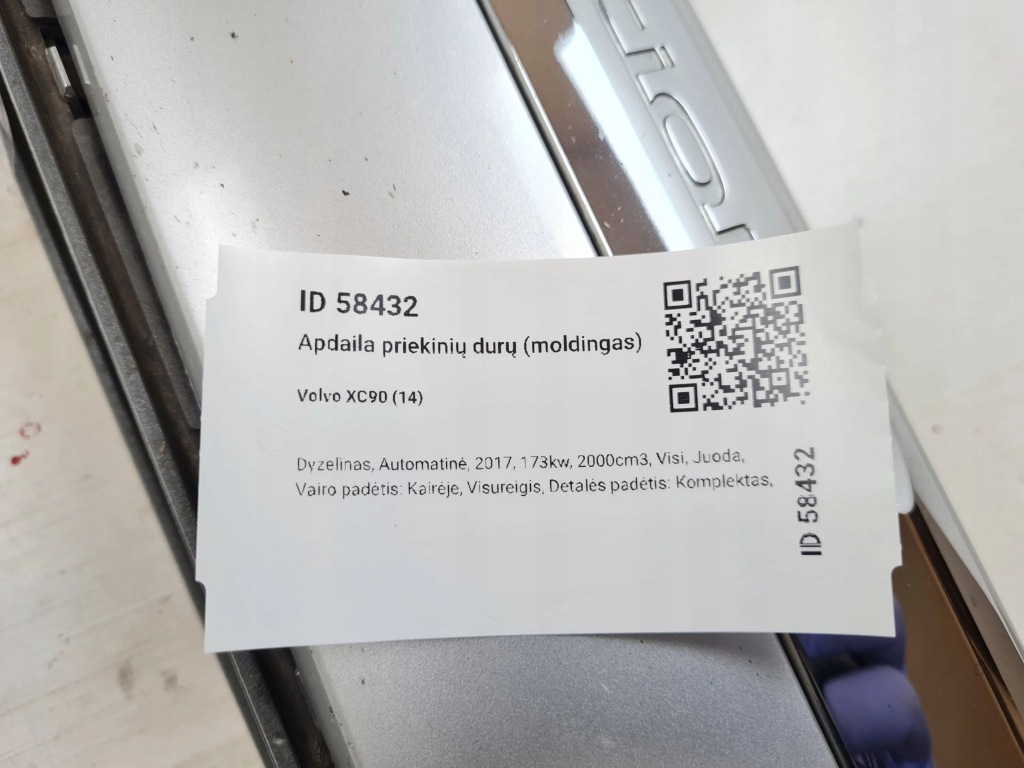 ID 58432
Apdaila priekinių durų (moldingas)
Volvo XC90 (14)
Dyzelinas, Automatinė, 2017, 173kw, 2000cm3, Visi, Juoda,
Vairo padėtis: Kairėje, Visureigis, Detalės padėtis: Komplektas,
ID 58432